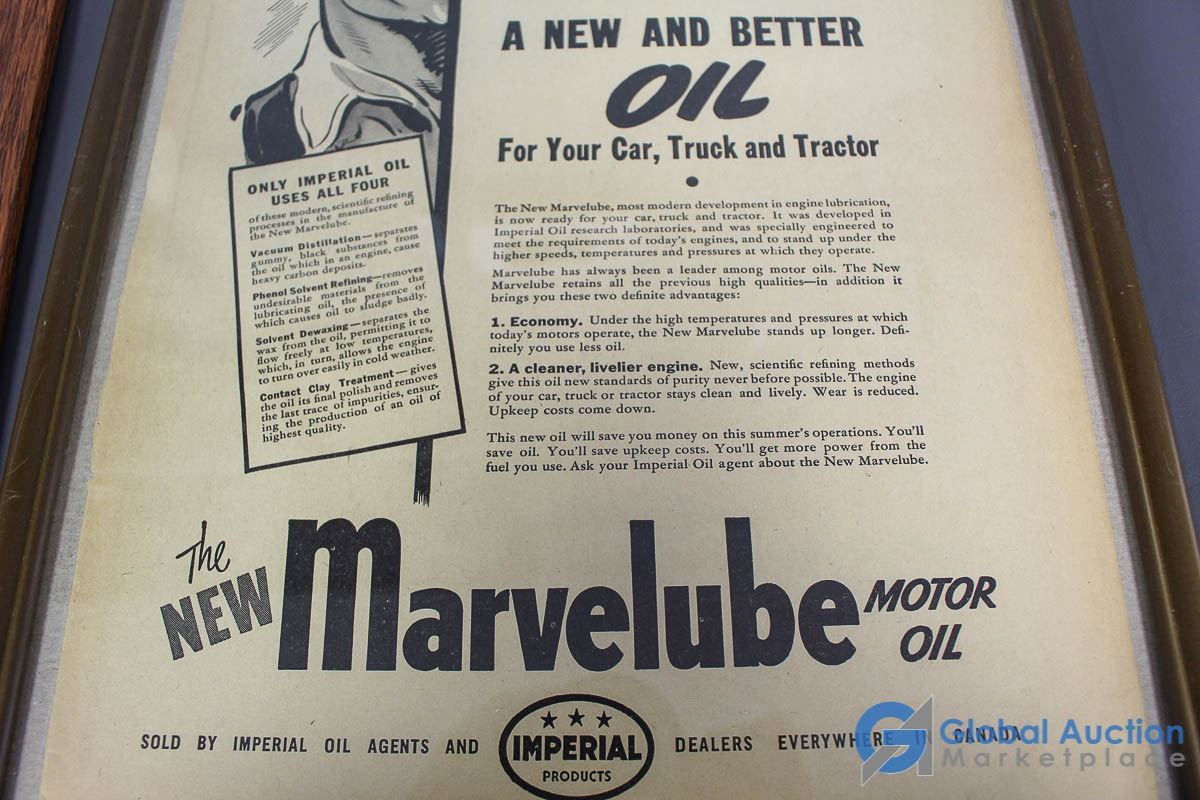 A NEW AND BETTER
OIL
For Your Car, Truck and Tractor
ONLY IMPERIAL OIL
USES ALL FOUR
of these modern, scientific refining
processes in the manufacture of
the New Marvelube.
Vacuum Distillation—separates
gummy, black substances from
the oil which in an engine, cause
heavy carbon deposits.
Phenol Solvent Refining—removes
undesirable materials from the
lubricating oil, the presence of
which causes oil to sludge badly.
Solvent Dewaxing—separates the
wax from the oil, permitting it to
flow freely at low temperatures,
which, in turn, allows the engine
to turn over easily in cold weather.
Contact Clay Treatment—gives
the oil its final polish and removes
the last trace of impurities, ensur-
ing the production of an oil of
highest quality.
The New Marvelube, most modern development in engine lubrication,
is now ready for your car, truck and tractor. It was developed in
Imperial Oil research laboratories, and was specially engineered to
meet the requirements of today's engines, and to stand up under the
higher speeds, temperatures and pressures at which they operate.
Marvelube has always been a leader among motor oils. The New
Marvelube retains all the previous high qualities—in addition it
brings you these two definite advantages:
1. Economy. Under the high temperatures and pressures at which
today's motors operate, the New Marvelube stands up longer. Defi-
nitely you use less oil.
2. A cleaner, livelier engine. New, scientific refining methods
give this oil new standards of purity never before possible. The engine
of your car, truck or tractor stays clean and lively. Wear is reduced.
Upkeep costs come down.
This new oil will save you money on this summer's operations. You'll
save oil. You'll save upkeep costs. You'll get more power from the
fuel you use. Ask your Imperial Oil agent about the New Marvelube.
The NEW Marvelube MOTOR OIL
SOLD BY IMPERIAL OIL AGENTS AND IMPERIAL PRODUCTS DEALERS EVERYWHERE IN CANADA
Global Auction
Marketplace